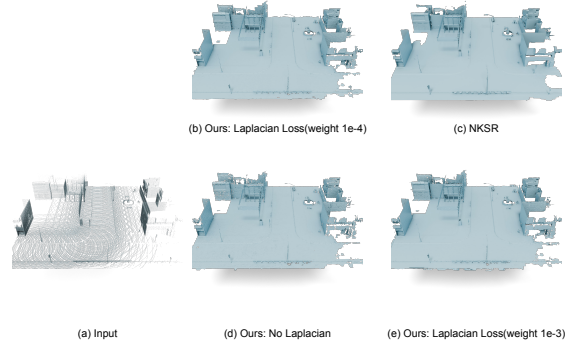 (b) Ours: Laplacian Loss(weight 1e-4)
(c) NKSR
(a) Input
(d) Ours: No Laplacian
(e) Ours: Laplacian Loss(weight 1e-3)